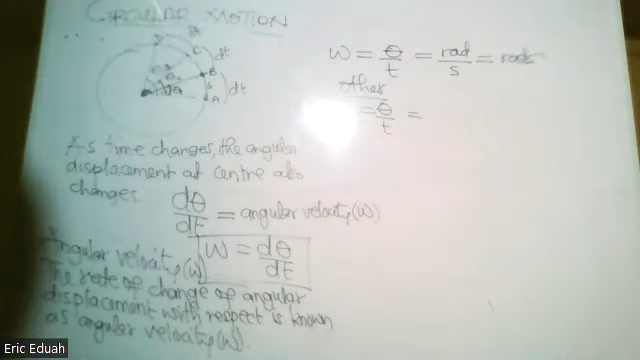 CIRCULAR MOTION
dt
B
S
dt
A
As time changes, the angular
displacement at centre also
changes
dθ/dt = angular velocity (w)
w = dθ/dt
Angular velocity (w)
The rate of change of angular
displacement with respect is known
as angular velocity (w).
w = θ/t = rad/s = rads
Other
= θ/t =
Eric Eduah